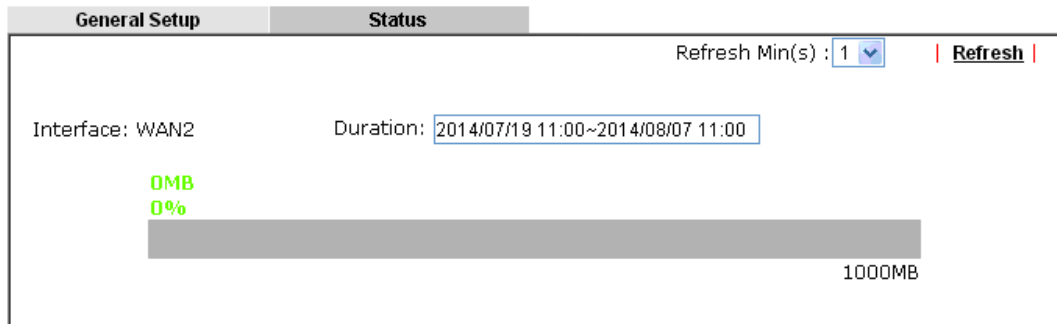 General Setup Status
Refresh Min(s) : 1 | Refresh |
Interface: WAN2 Duration: 2014/07/19 11:00~2014/08/07 11:00
0MB
0%
1000MB